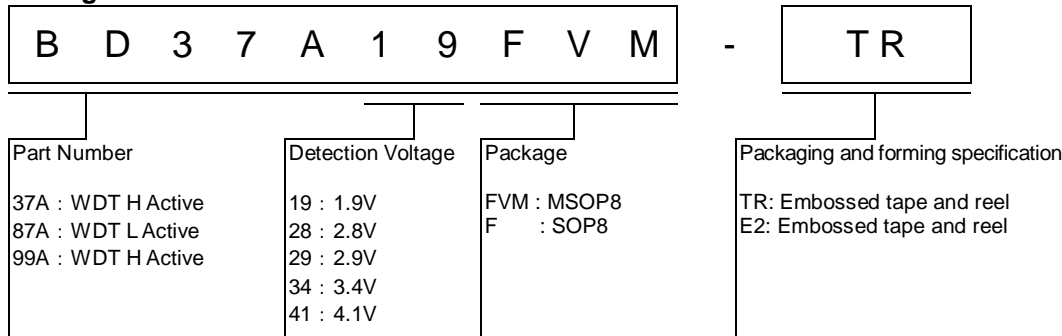 B D 3 7 A 1 9 F V M - T R
Part Number
37A : WDT H Active
87A : WDT L Active
99A : WDT H Active
Detection Voltage
19 : 1.9V
28 : 2.8V
29 : 2.9V
34 : 3.4V
41 : 4.1V
Package
FVM : MSOP8
F : SOP8
Packaging and forming specification
TR: Embossed tape and reel
E2: Embossed tape and reel